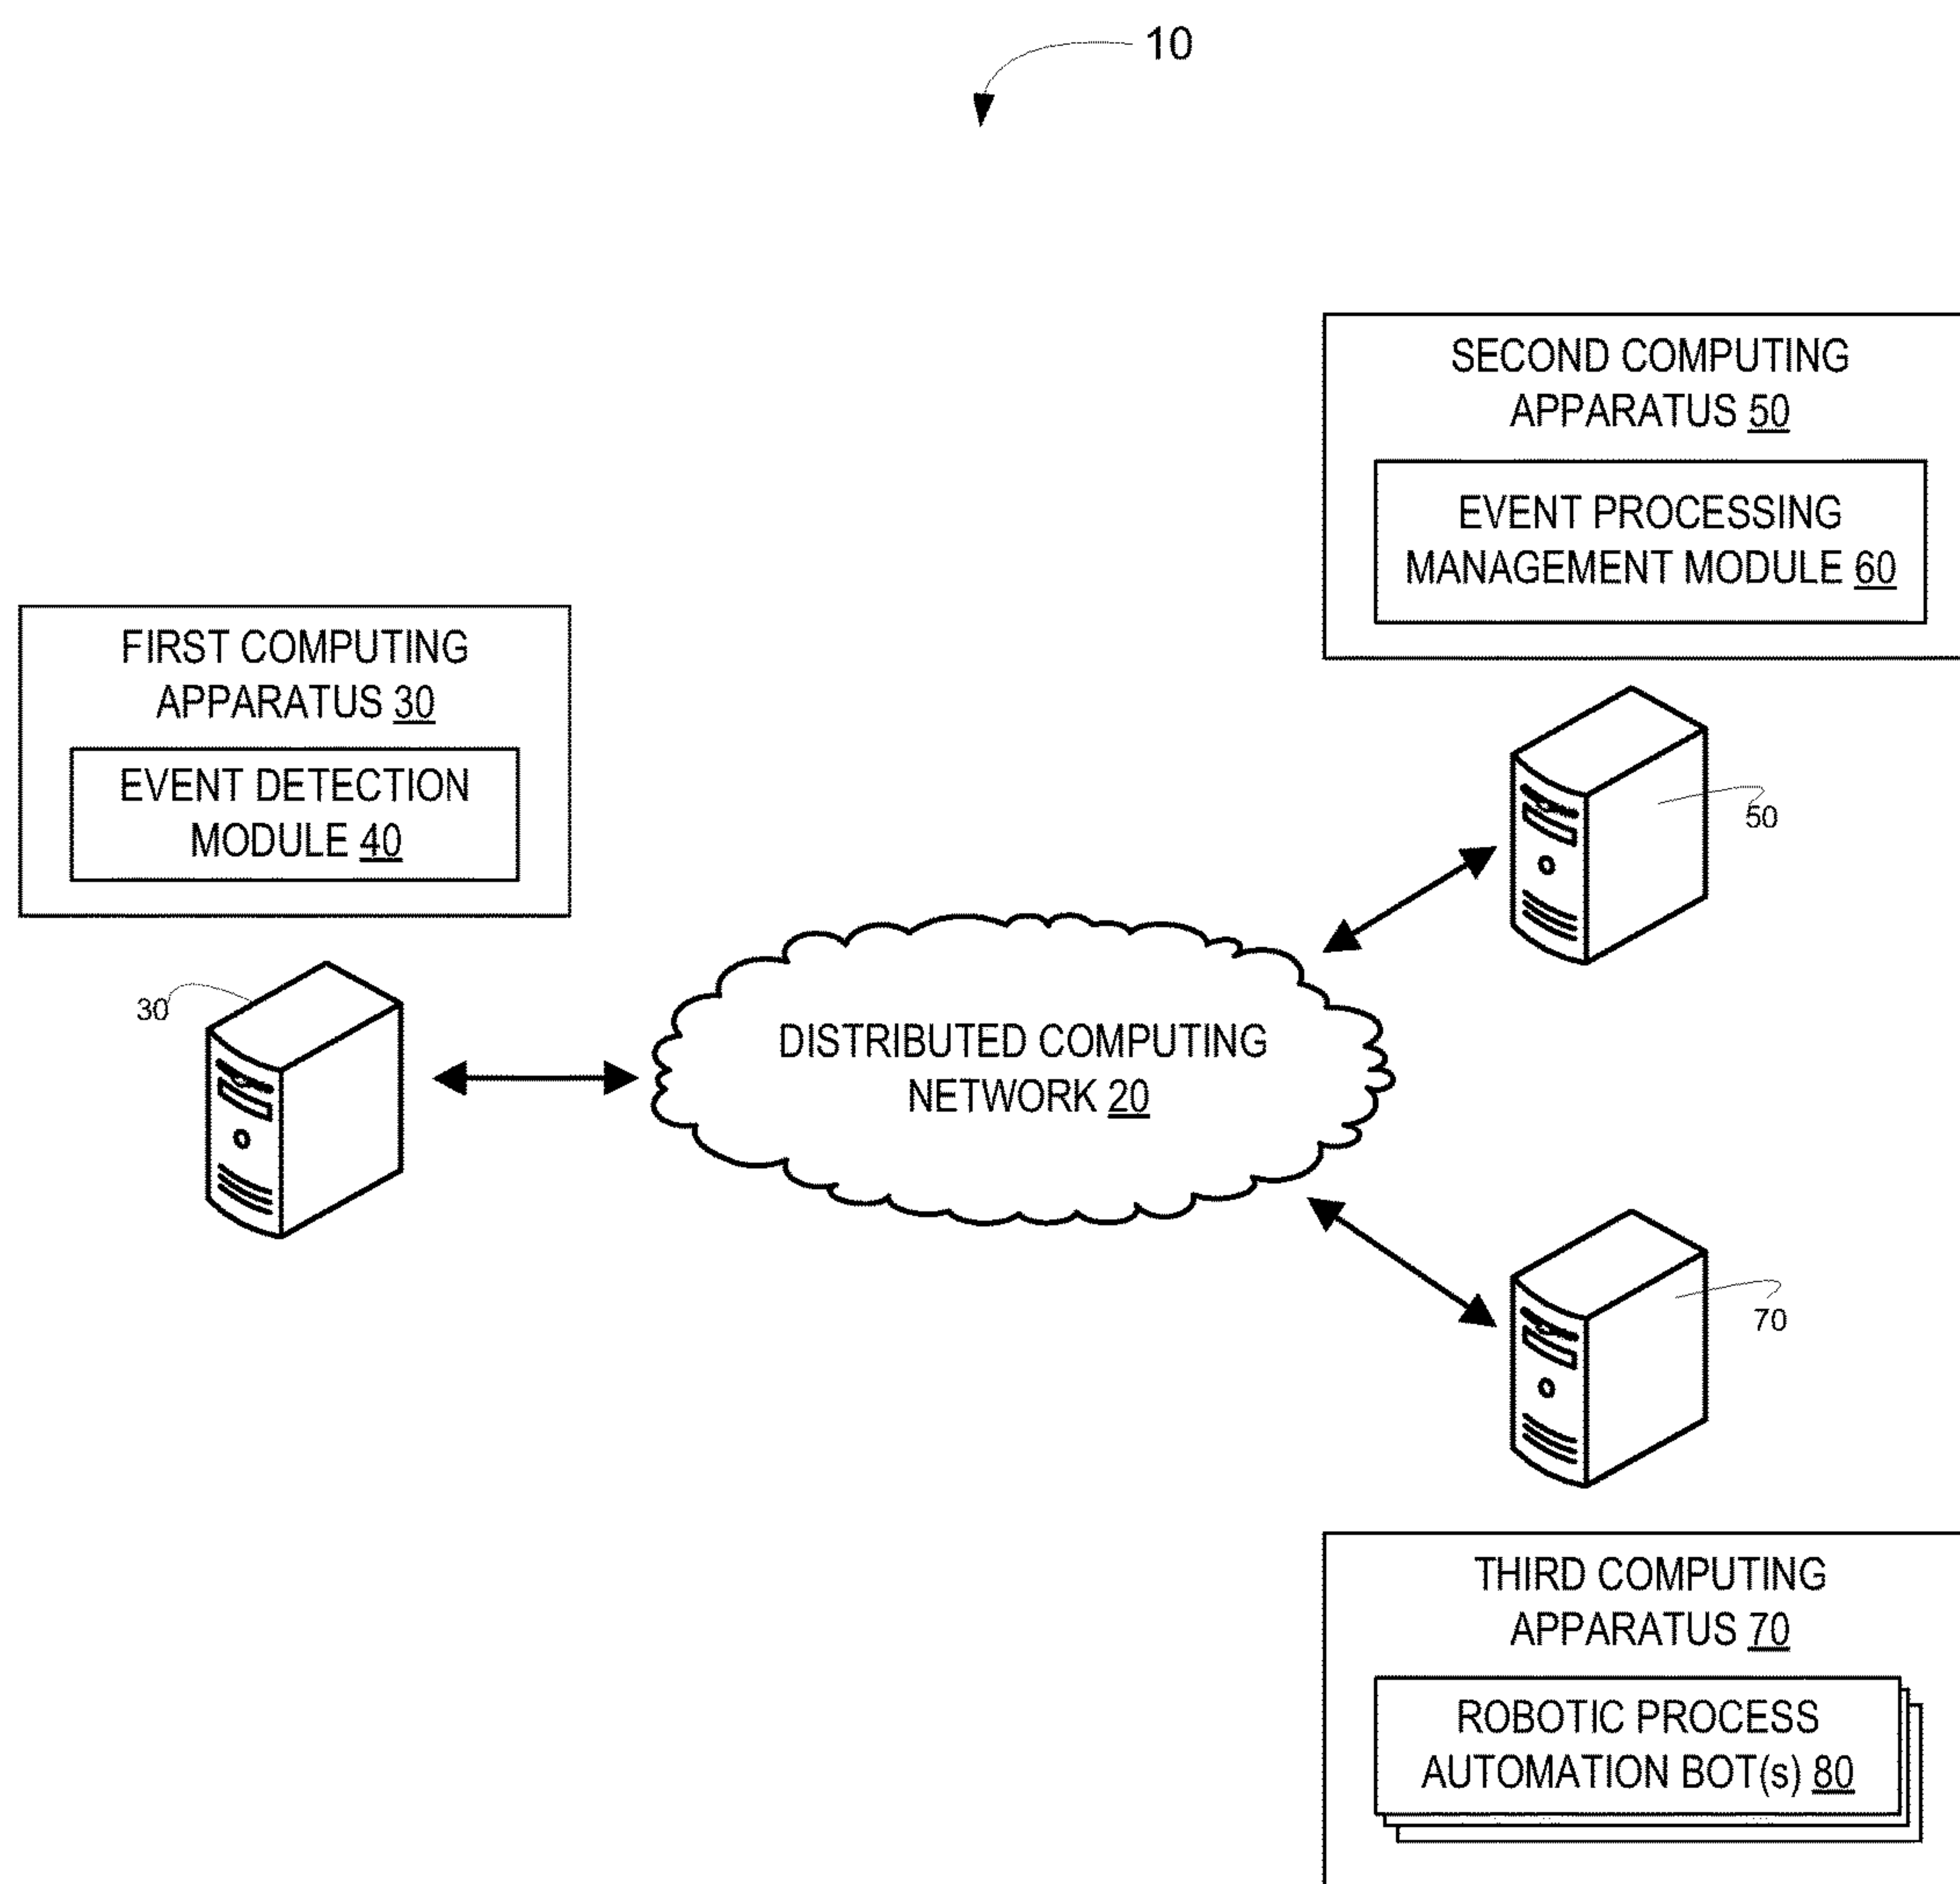 10
SECOND COMPUTING
APPARATUS 50
EVENT PROCESSING
MANAGEMENT MODULE 60
FIRST COMPUTING
APPARATUS 30
EVENT DETECTION
MODULE 40
50
30
DISTRIBUTED COMPUTING
NETWORK 20
70
THIRD COMPUTING
APPARATUS 70
ROBOTIC PROCESS
AUTOMATION BOT(s) 80